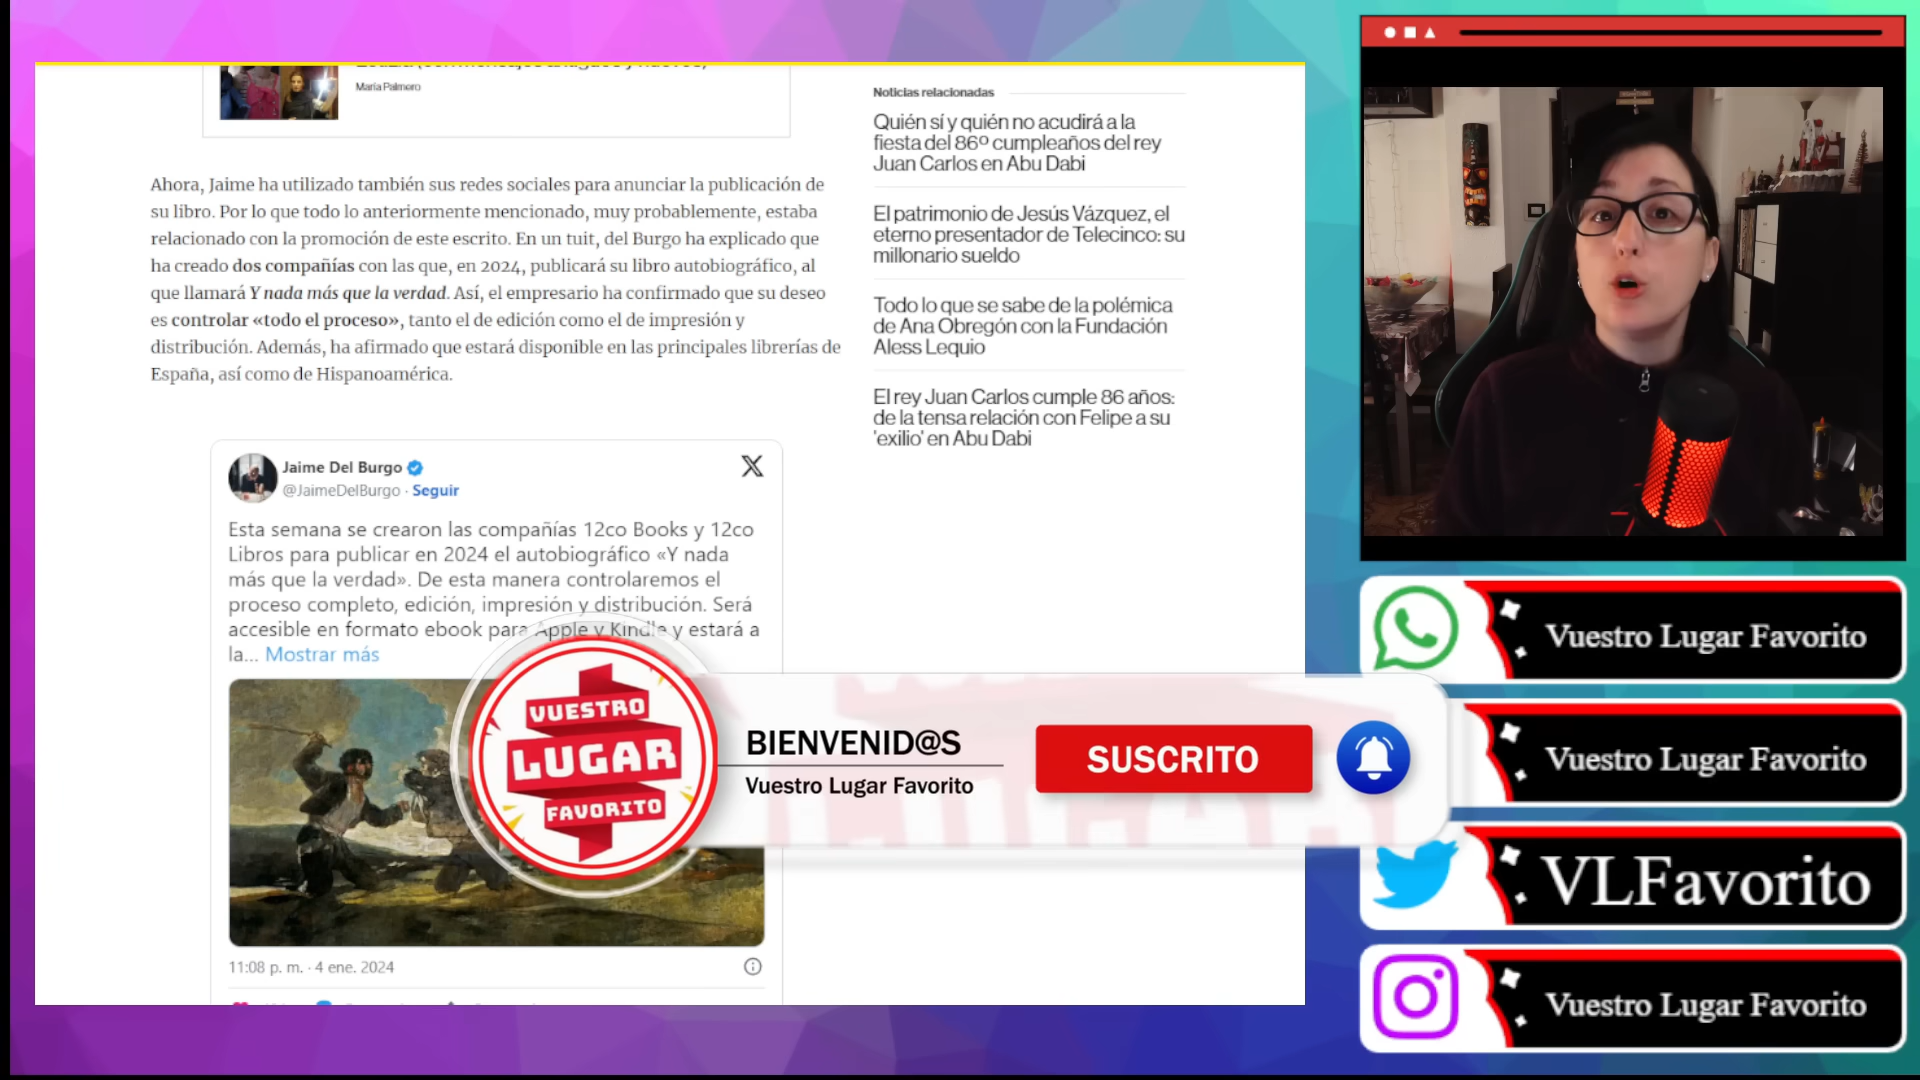 María Palmero
Ahora, Jaime ha utilizado también sus redes sociales para anunciar la publicación de
su libro. Por lo que todo lo anteriormente mencionado, muy probablemente, estaba
relacionado con la promoción de este escrito. En un tuit, del Burgo ha explicado que
ha creado dos compañías con las que, en 2024, publicará su libro autobiográfico, al
que llamará Y nada más que la verdad. Así, el empresario ha confirmado que su deseo
es controlar «todo el proceso», tanto el de edición como el de impresión y
distribución. Además, ha afirmado que estará disponible en las principales librerías de
España, así como de Hispanoamérica.
Jaime Del Burgo
@JaimeDelBurgo · Seguir
Esta semana se crearon las compañías 12co Books y 12co
Libros para publicar en 2024 el autobiográfico «Y nada
más que la verdad». De esta manera controlaremos el
proceso completo, edición, impresión y distribución. Será
accesible en formato ebook para Apple y Kindle y estará a
la... Mostrar más
11:08 p. m. · 4 ene. 2024
Noticias relacionadas
Quién sí y quién no acudirá a la
fiesta del 86º cumpleaños del rey
Juan Carlos en Abu Dabi
El patrimonio de Jesús Vázquez, el
eterno presentador de Telecinco: su
millonario sueldo
Todo lo que se sabe de la polémica
de Ana Obregón con la Fundación
Aless Lequio
El rey Juan Carlos cumple 86 años:
de la tensa relación con Felipe a su
'exilio' en Abu Dabi
VUESTRO
LUGAR
FAVORITO
BIENVENID@S
Vuestro Lugar Favorito
SUSCRITO
Vuestro Lugar Favorito
Vuestro Lugar Favorito
VLFavorito
Vuestro Lugar Favorito